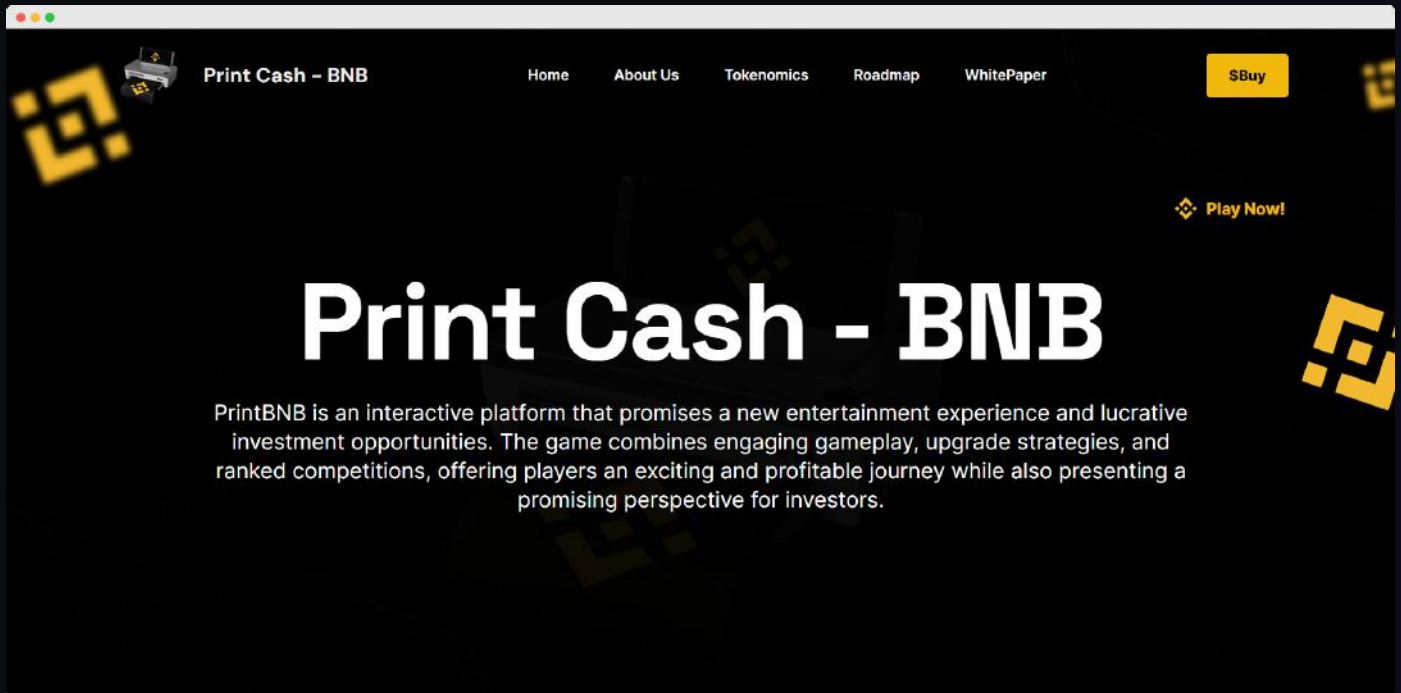 Print Cash - BNB
Home
About Us
Tokenomics
Roadmap
WhitePaper
$Buy
Play Now!
Print Cash - BNB
PrintBNB is an interactive platform that promises a new entertainment experience and lucrative
investment opportunities. The game combines engaging gameplay, upgrade strategies, and
ranked competitions, offering players an exciting and profitable journey while also presenting a
promising perspective for investors.